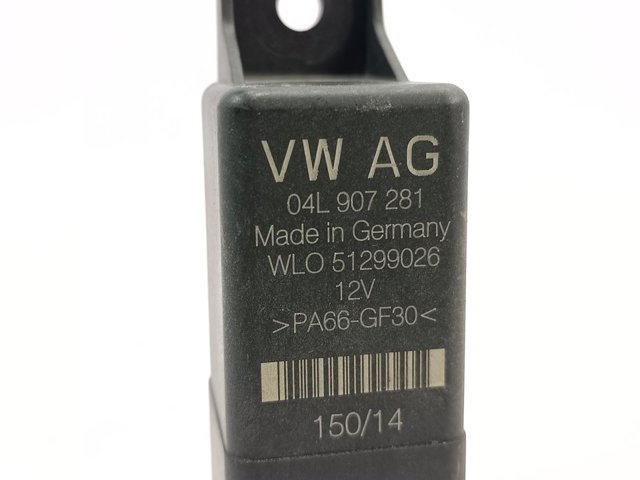 VW AG
04L 907 281
Made in Germany
WLO 51299026
12V
>PA66-GF30<
150/14